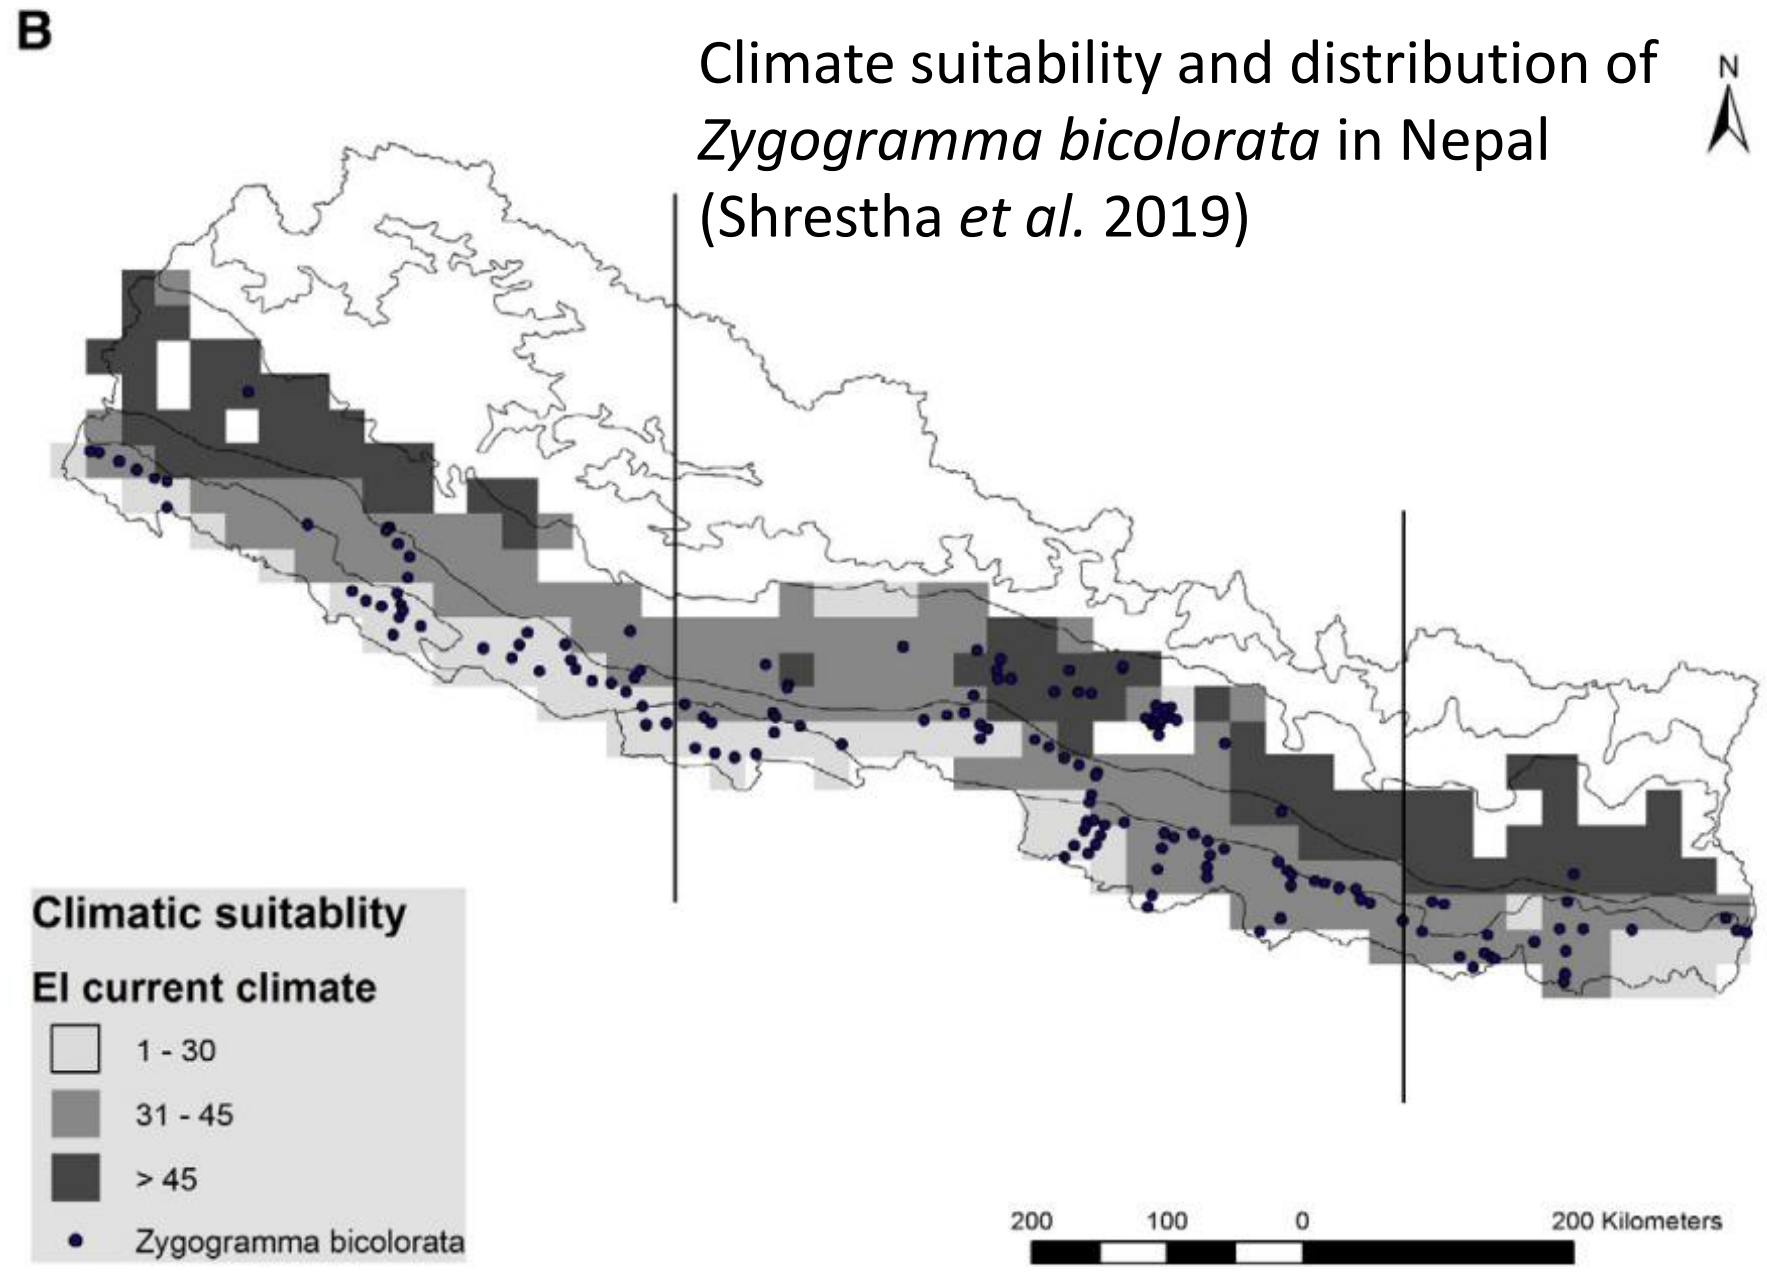 B
Climate suitability and distribution of
Zygogramma bicolorata in Nepal
(Shrestha et al. 2019)
N
Climatic suitablity
EI current climate
1 - 30
31 - 45
> 45
Zygogramma bicolorata
200 100 0 200 Kilometers